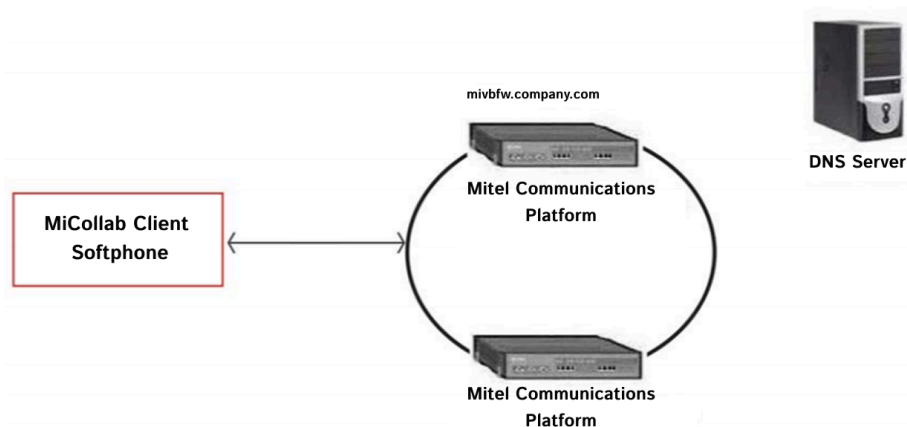 mivbfw.company.com
DNS Server
Mitel Communications
Platform
MiCollab Client
Softphone
Mitel Communications
Platform